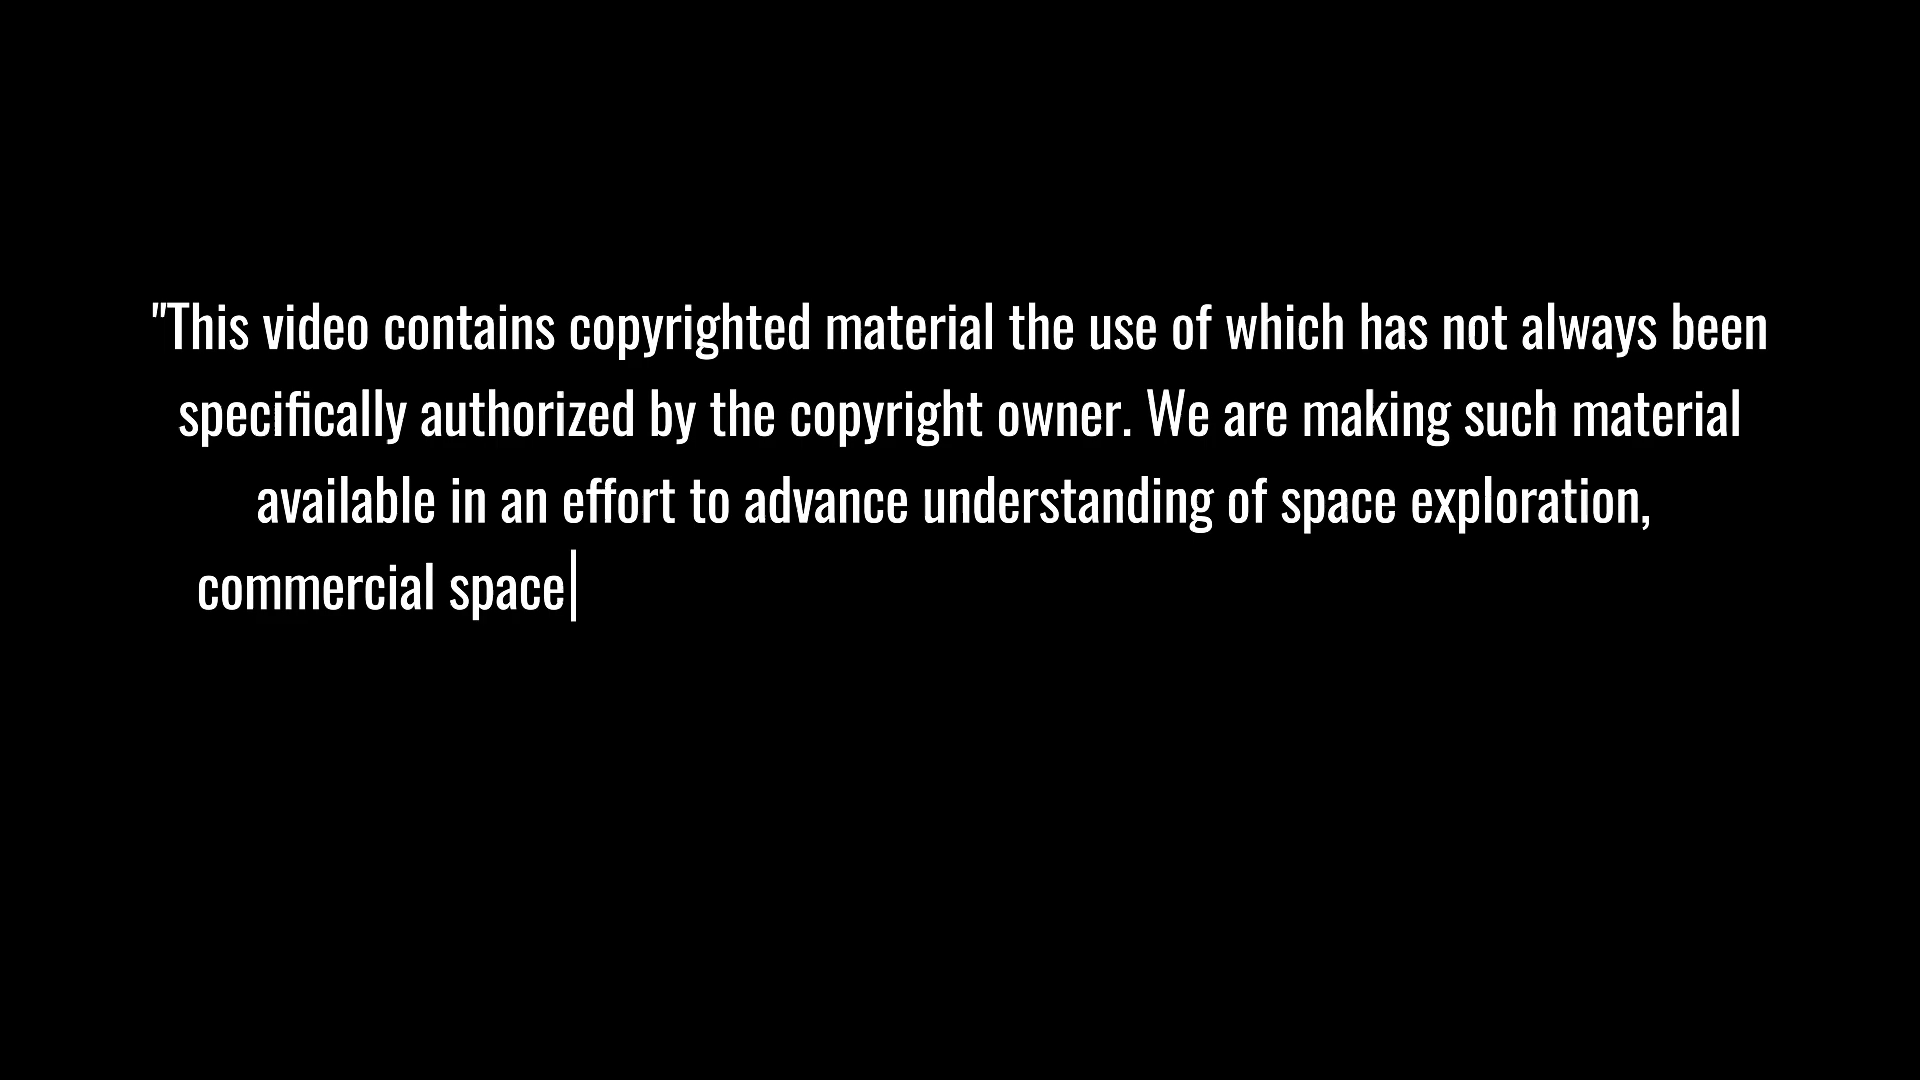 "This video contains copyrighted material the use of which has not always been
specifically authorized by the copyright owner. We are making such material
available in an effort to advance understanding of space exploration,
commercial space